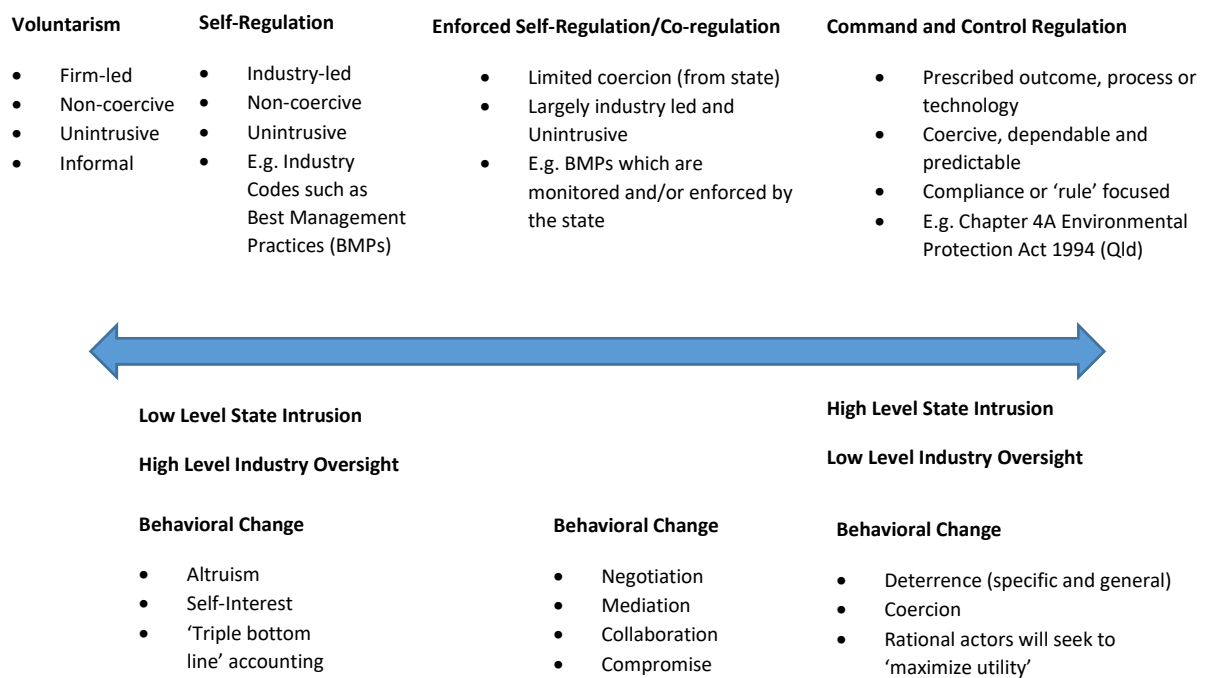 Voluntarism
• Firm-led
• Non-coercive
• Unintrusive
• Informal
Self-Regulation
• Industry-led
• Non-coercive
• Unintrusive
• E.g. Industry
Codes such as
Best Management
Practices (BMPs)
Enforced Self-Regulation/Co-regulation
• Limited coercion (from state)
• Largely industry led and
Unintrusive
• E.g. BMPs which are
monitored and/or enforced by
the state
Command and Control Regulation
• Prescribed outcome, process or
technology
• Coercive, dependable and
predictable
• Compliance or ‘rule’ focused
• E.g. Chapter 4A Environmental
Protection Act 1994 (Qld)
Low Level State Intrusion
High Level Industry Oversight
High Level State Intrusion
Low Level Industry Oversight
Behavioral Change
• Altruism
• Self-Interest
• ‘Triple bottom
line’ accounting
Behavioral Change
• Negotiation
• Mediation
• Collaboration
• Compromise
Behavioral Change
• Deterrence (specific and general)
• Coercion
• Rational actors will seek to
‘maximize utility’